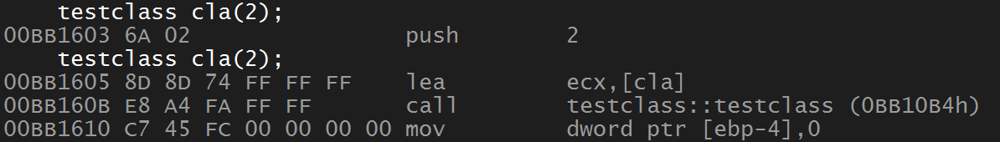 testclass cla(2);
00BB1603 6A 02 push 2
testclass cla(2);
00BB1605 8D 8D 74 FF FF FF lea ecx,[cla]
00BB160B E8 A4 FA FF FF call testclass::testclass (0BB10B4h)
00BB1610 C7 45 FC 00 00 00 00 mov dword ptr [ebp-4],0